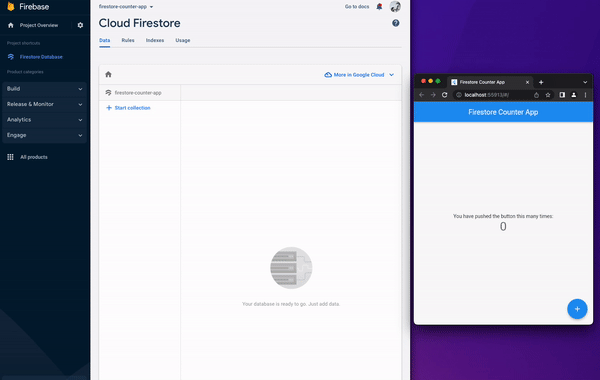 Firebase
Project Overview
Project shortcuts
Firestore Database
Product categories
Build
Release & Monitor
Analytics
Engage
All products
firestore-counter-app
Go to docs
Cloud Firestore
Data
Rules
Indexes
Usage
More in Google Cloud
firestore-counter-app
Start collection
Your database is ready to go. Just add data.
Firestore Counter App
localhost:55913/#/
Firestore Counter App
You have pushed the button this many times:
0